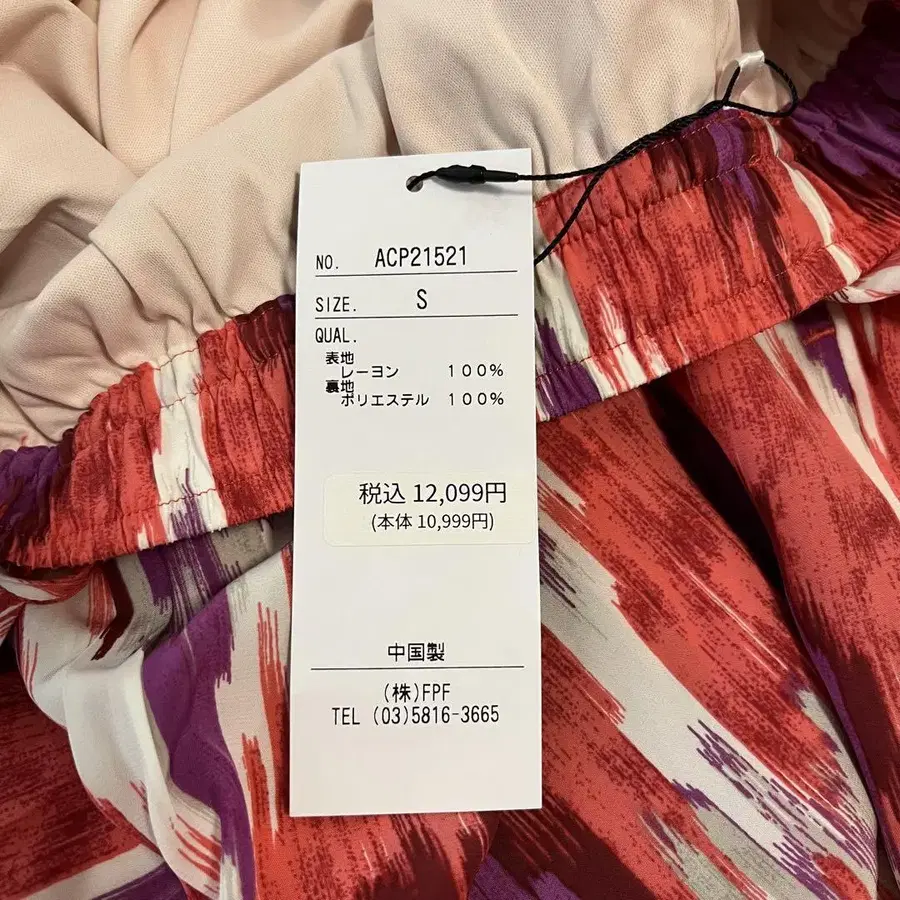 NO. ACP21521
SIZE. S
QUAL.
表地
レーヨン 100%
裏地
ポリエステル 100%
税込 12,099円
(本体 10,999円)
中国製
(株)FPF
TEL (03)5816-3665